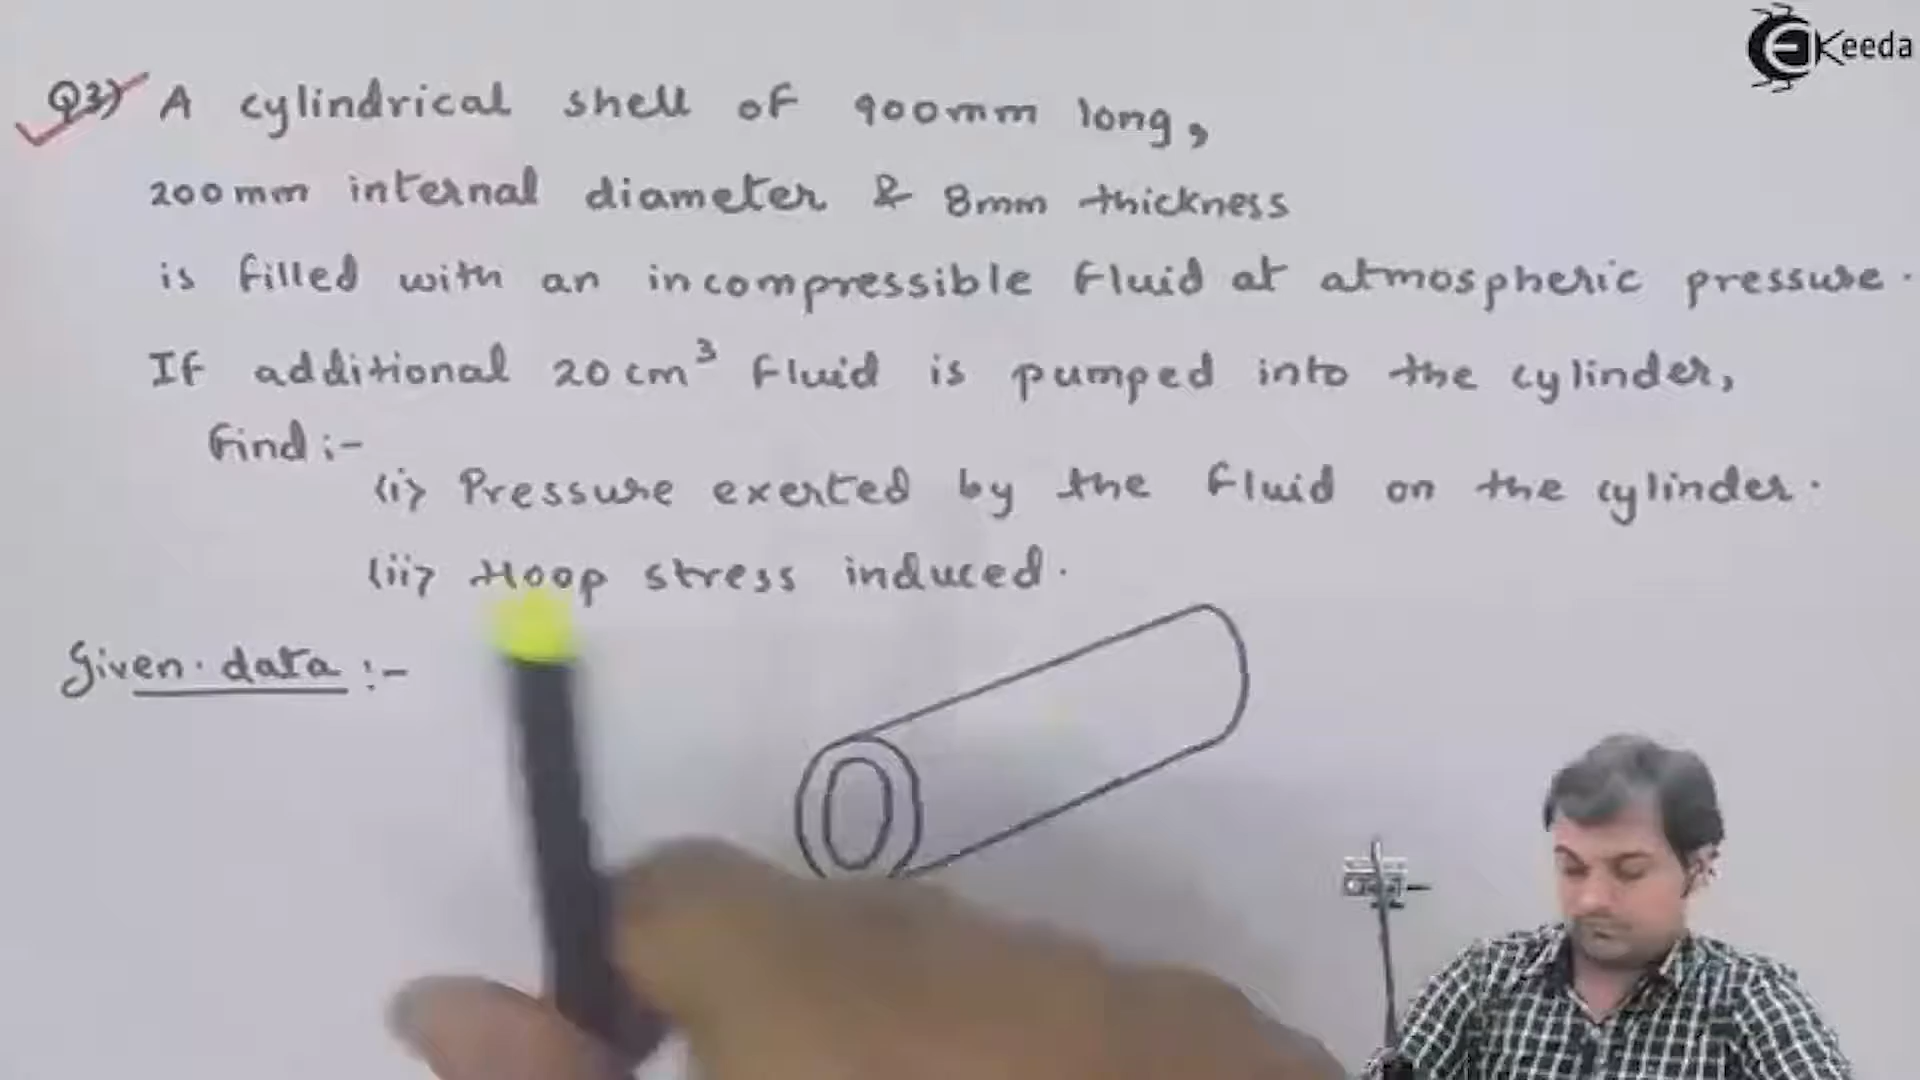 Keeda
Q3) A cylindrical shell of 900mm long,
200mm internal diameter & 8mm thickness
is filled with an incompressible fluid at atmospheric pressure.
If additional 20cm³ fluid is pumped into the cylinder,
Find:-
(i) Pressure exerted by the fluid on the cylinder.
(ii) Hoop stress induced.
Given data :-